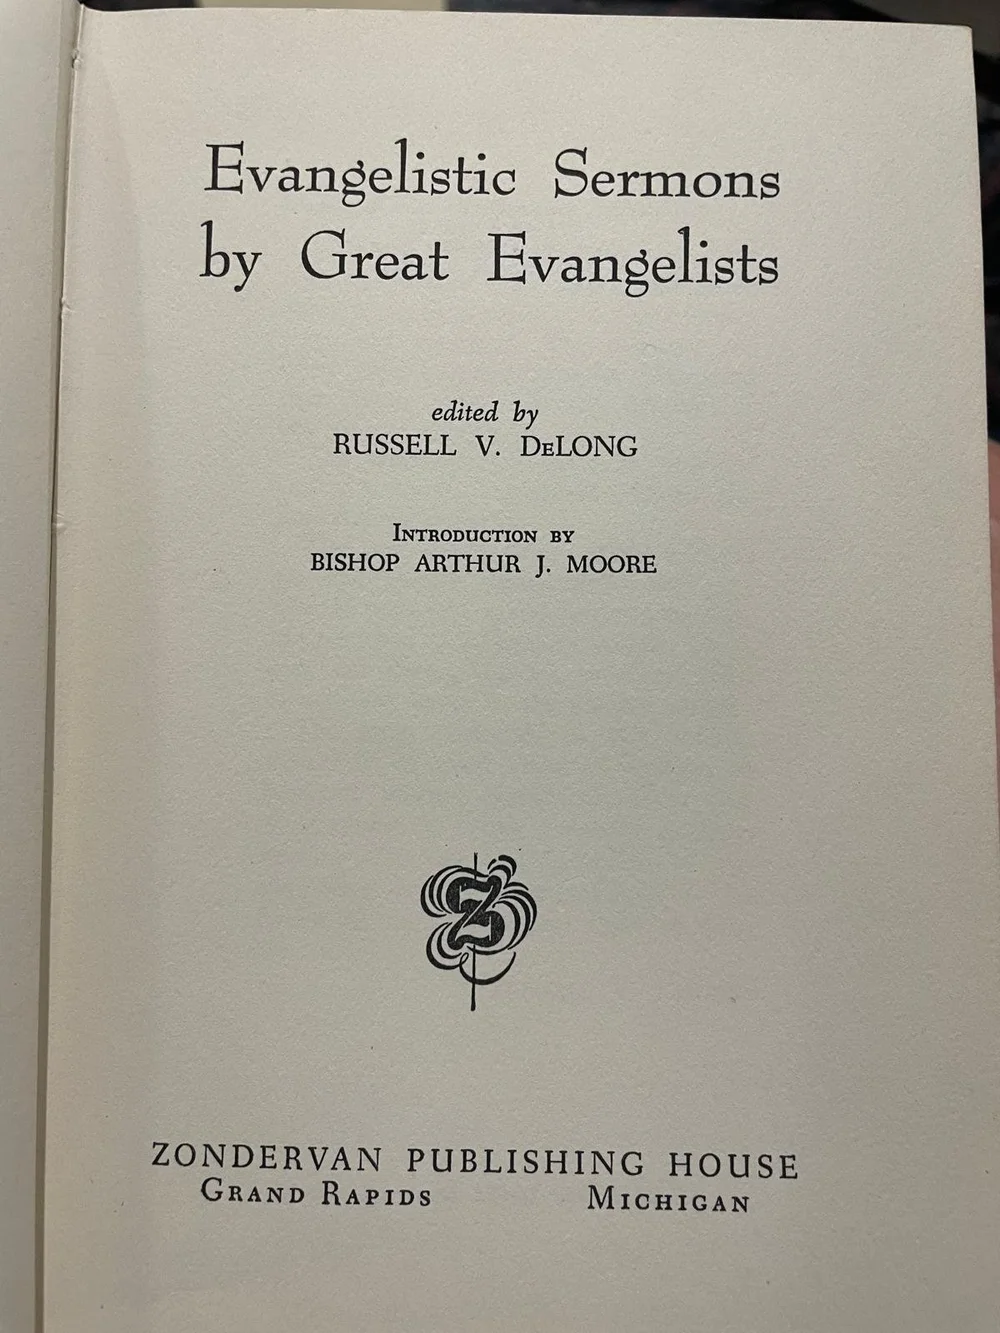 Evangelistic Sermons
by Great Evangelists
edited by
RUSSELL V. DeLONG
Introduction by
BISHOP ARTHUR J. MOORE
Z
ZONDERVAN PUBLISHING HOUSE
Grand Rapids Michigan